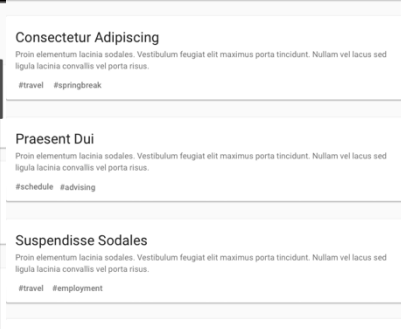 Consectetur Adipiscing
Proin elementum lacinia sodales. Vestibulum feugiat elit maximus porta tincidunt. Nullam vel lacus sed
ligula lacinia convallis vel porta risus.
#travel #springbreak
Praesent Dui
Proin elementum lacinia sodales. Vestibulum feugiat elit maximus porta tincidunt. Nullam vel lacus sed
ligula lacinia convallis vel porta risus.
#schedule #advising
Suspendisse Sodales
Proin elementum lacinia sodales. Vestibulum feugiat elit maximus porta tincidunt. Nullam vel lacus sed
ligula lacinia convallis vel porta risus.
#travel #employment